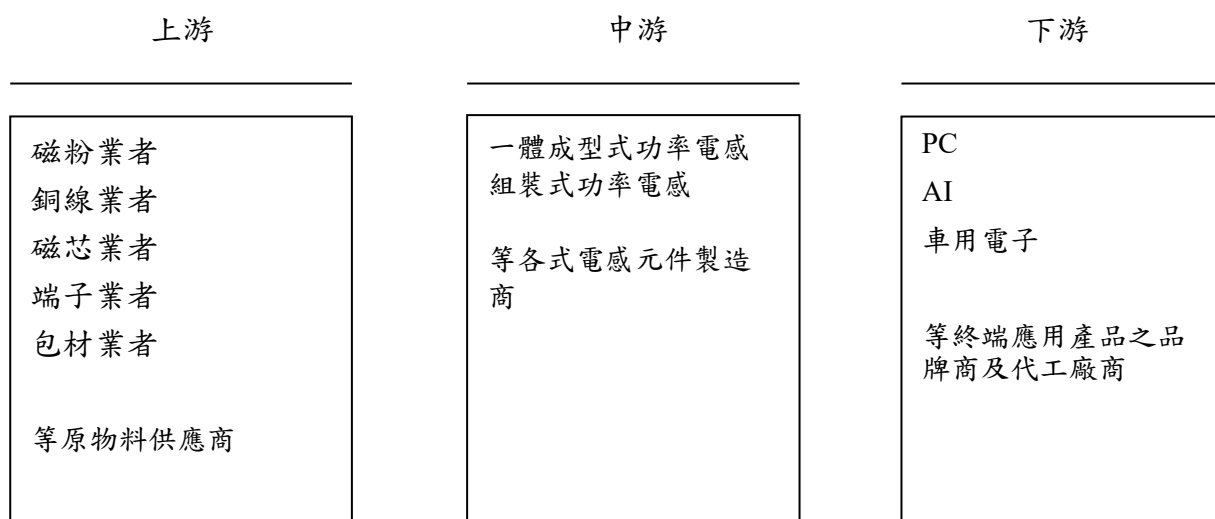 上游
磁粉業者
銅線業者
磁芯業者
端子業者
包材業者
等原物料供應商
中游
一體成型式功率電感
組裝式功率電感
等各式電感元件製造
商
下游
PC
AI
車用電子
等終端應用產品之品
牌商及代工廠商